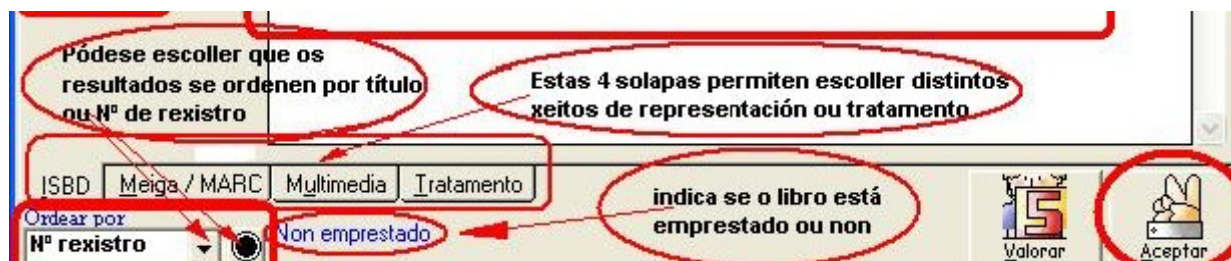 Pódese escoller que os
resultados se ordenen por título
ou Nº de rexistro
Estas 4 solapas permiten escoller distintos
xeitos de representación ou tratamento
ISBD
Meiga / MARC
Multimedia
Tratamento
Ordear por
Nº rexistro
Non emprestado
indica se o libro está
emprestado ou non
Valorar
Aceptar